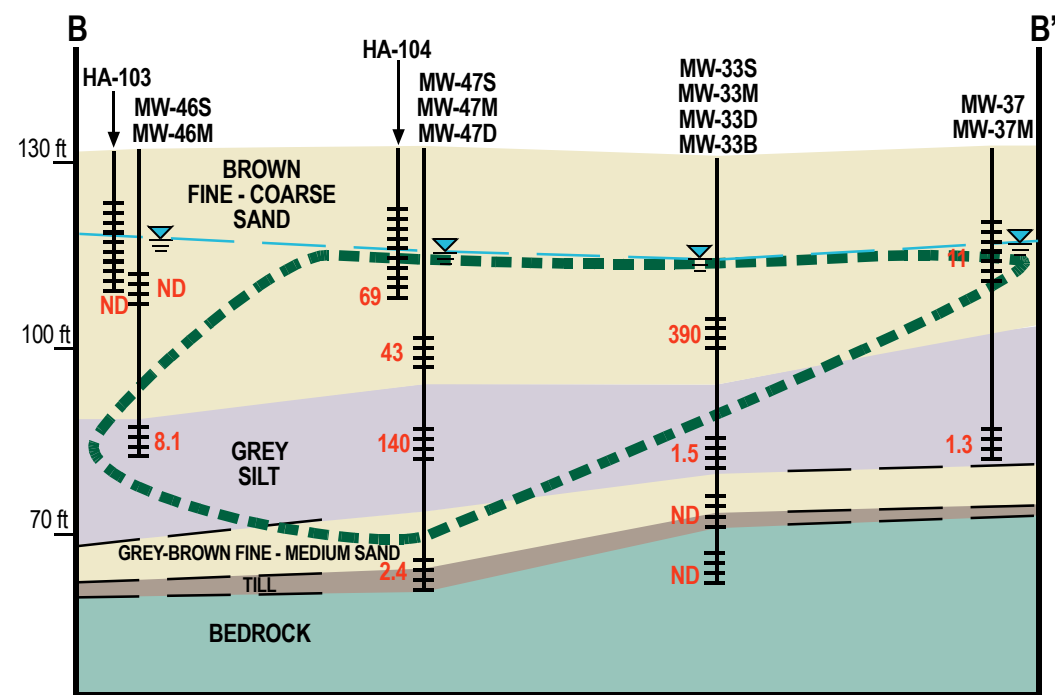 B
B'
HA-103
HA-104
MW-46S
MW-46M
MW-47S
MW-47M
MW-47D
MW-33S
MW-33M
MW-33D
MW-33B
MW-37
MW-37M
130 ft
BROWN
FINE - COARSE
SAND
ND
ND
69
11
100 ft
43
390
8.1
140
1.5
1.3
GREY
SILT
70 ft
ND
GREY-BROWN FINE - MEDIUM SAND
2.4
ND
TILL
BEDROCK